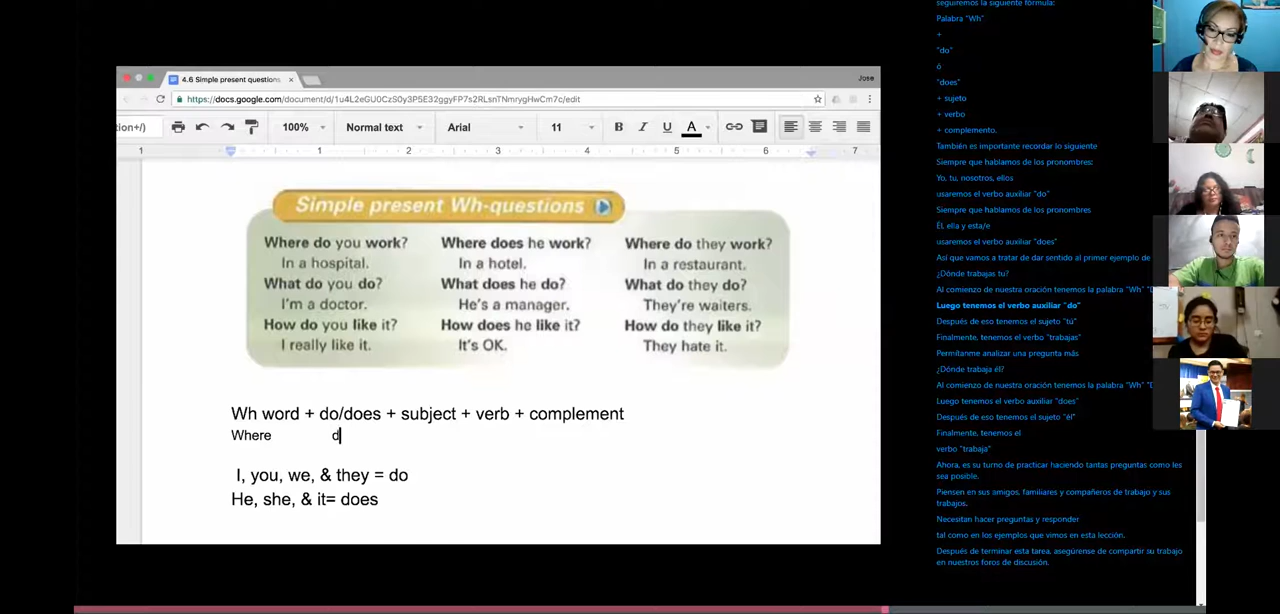 4.6 Simple present questions ×
Jose
https://docs.google.com/document/d/1u4L2eGU0CzS0y3P5E32ggyFP7s2RLsnTNmrygHwCm7c/edit
tion+/) 100% Normal text Arial 11 B I U A
1 1 2 3 4 5 6 7
Simple present Wh-questions
Where do you work? Where does he work? Where do they work?
In a hospital. In a hotel. In a restaurant.
What do you do? What does he do? What do they do?
I'm a doctor. He's a manager. They're waiters.
How do you like it? How does he like it? How do they like it?
I really like it. It's OK. They hate it.
Wh word + do/does + subject + verb + complement
Where d
I, you, we, & they = do
He, she, & it= does
seguiremos la siguiente fórmula:
Palabra "Wh"
+
"do"
ó
"does"
+ sujeto
+ verbo
+ complemento.
También es importante recordar lo siguiente
Siempre que hablamos de los pronombres:
Yo, tu, nosotros, ellos
usaremos el verbo auxiliar "do"
Siempre que hablamos de los pronombres
El, ella y esta/e
usaremos el verbo auxiliar "does"
Así que vamos a tratar de dar sentido al primer ejemplo de
¿Dónde trabajas tu?
Al comienzo de nuestra oración tenemos la palabra "Wh" "D
Luego tenemos el verbo auxiliar "do"
Después de eso tenemos el sujeto "tú"
Finalmente, tenemos el verbo "trabajas"
Permítanme analizar una pregunta más
¿Dónde trabaja él?
Al comienzo de nuestra oración tenemos la palabra "Wh" "D
Luego tenemos el verbo auxiliar "does"
Después de eso tenemos el sujeto "él"
Finalmente, tenemos el
verbo "trabaja"
Ahora, es su turno de practicar haciendo tantas preguntas como les
sea posible.
Piensen en sus amigos, familiares y compañeros de trabajo y sus
trabajos.
Necesitan hacer preguntas y responder
tal como en los ejemplos que vimos en esta lección.
Después de terminar esta tarea, asegúrense de compartir su trabajo
en nuestros foros de discusión.